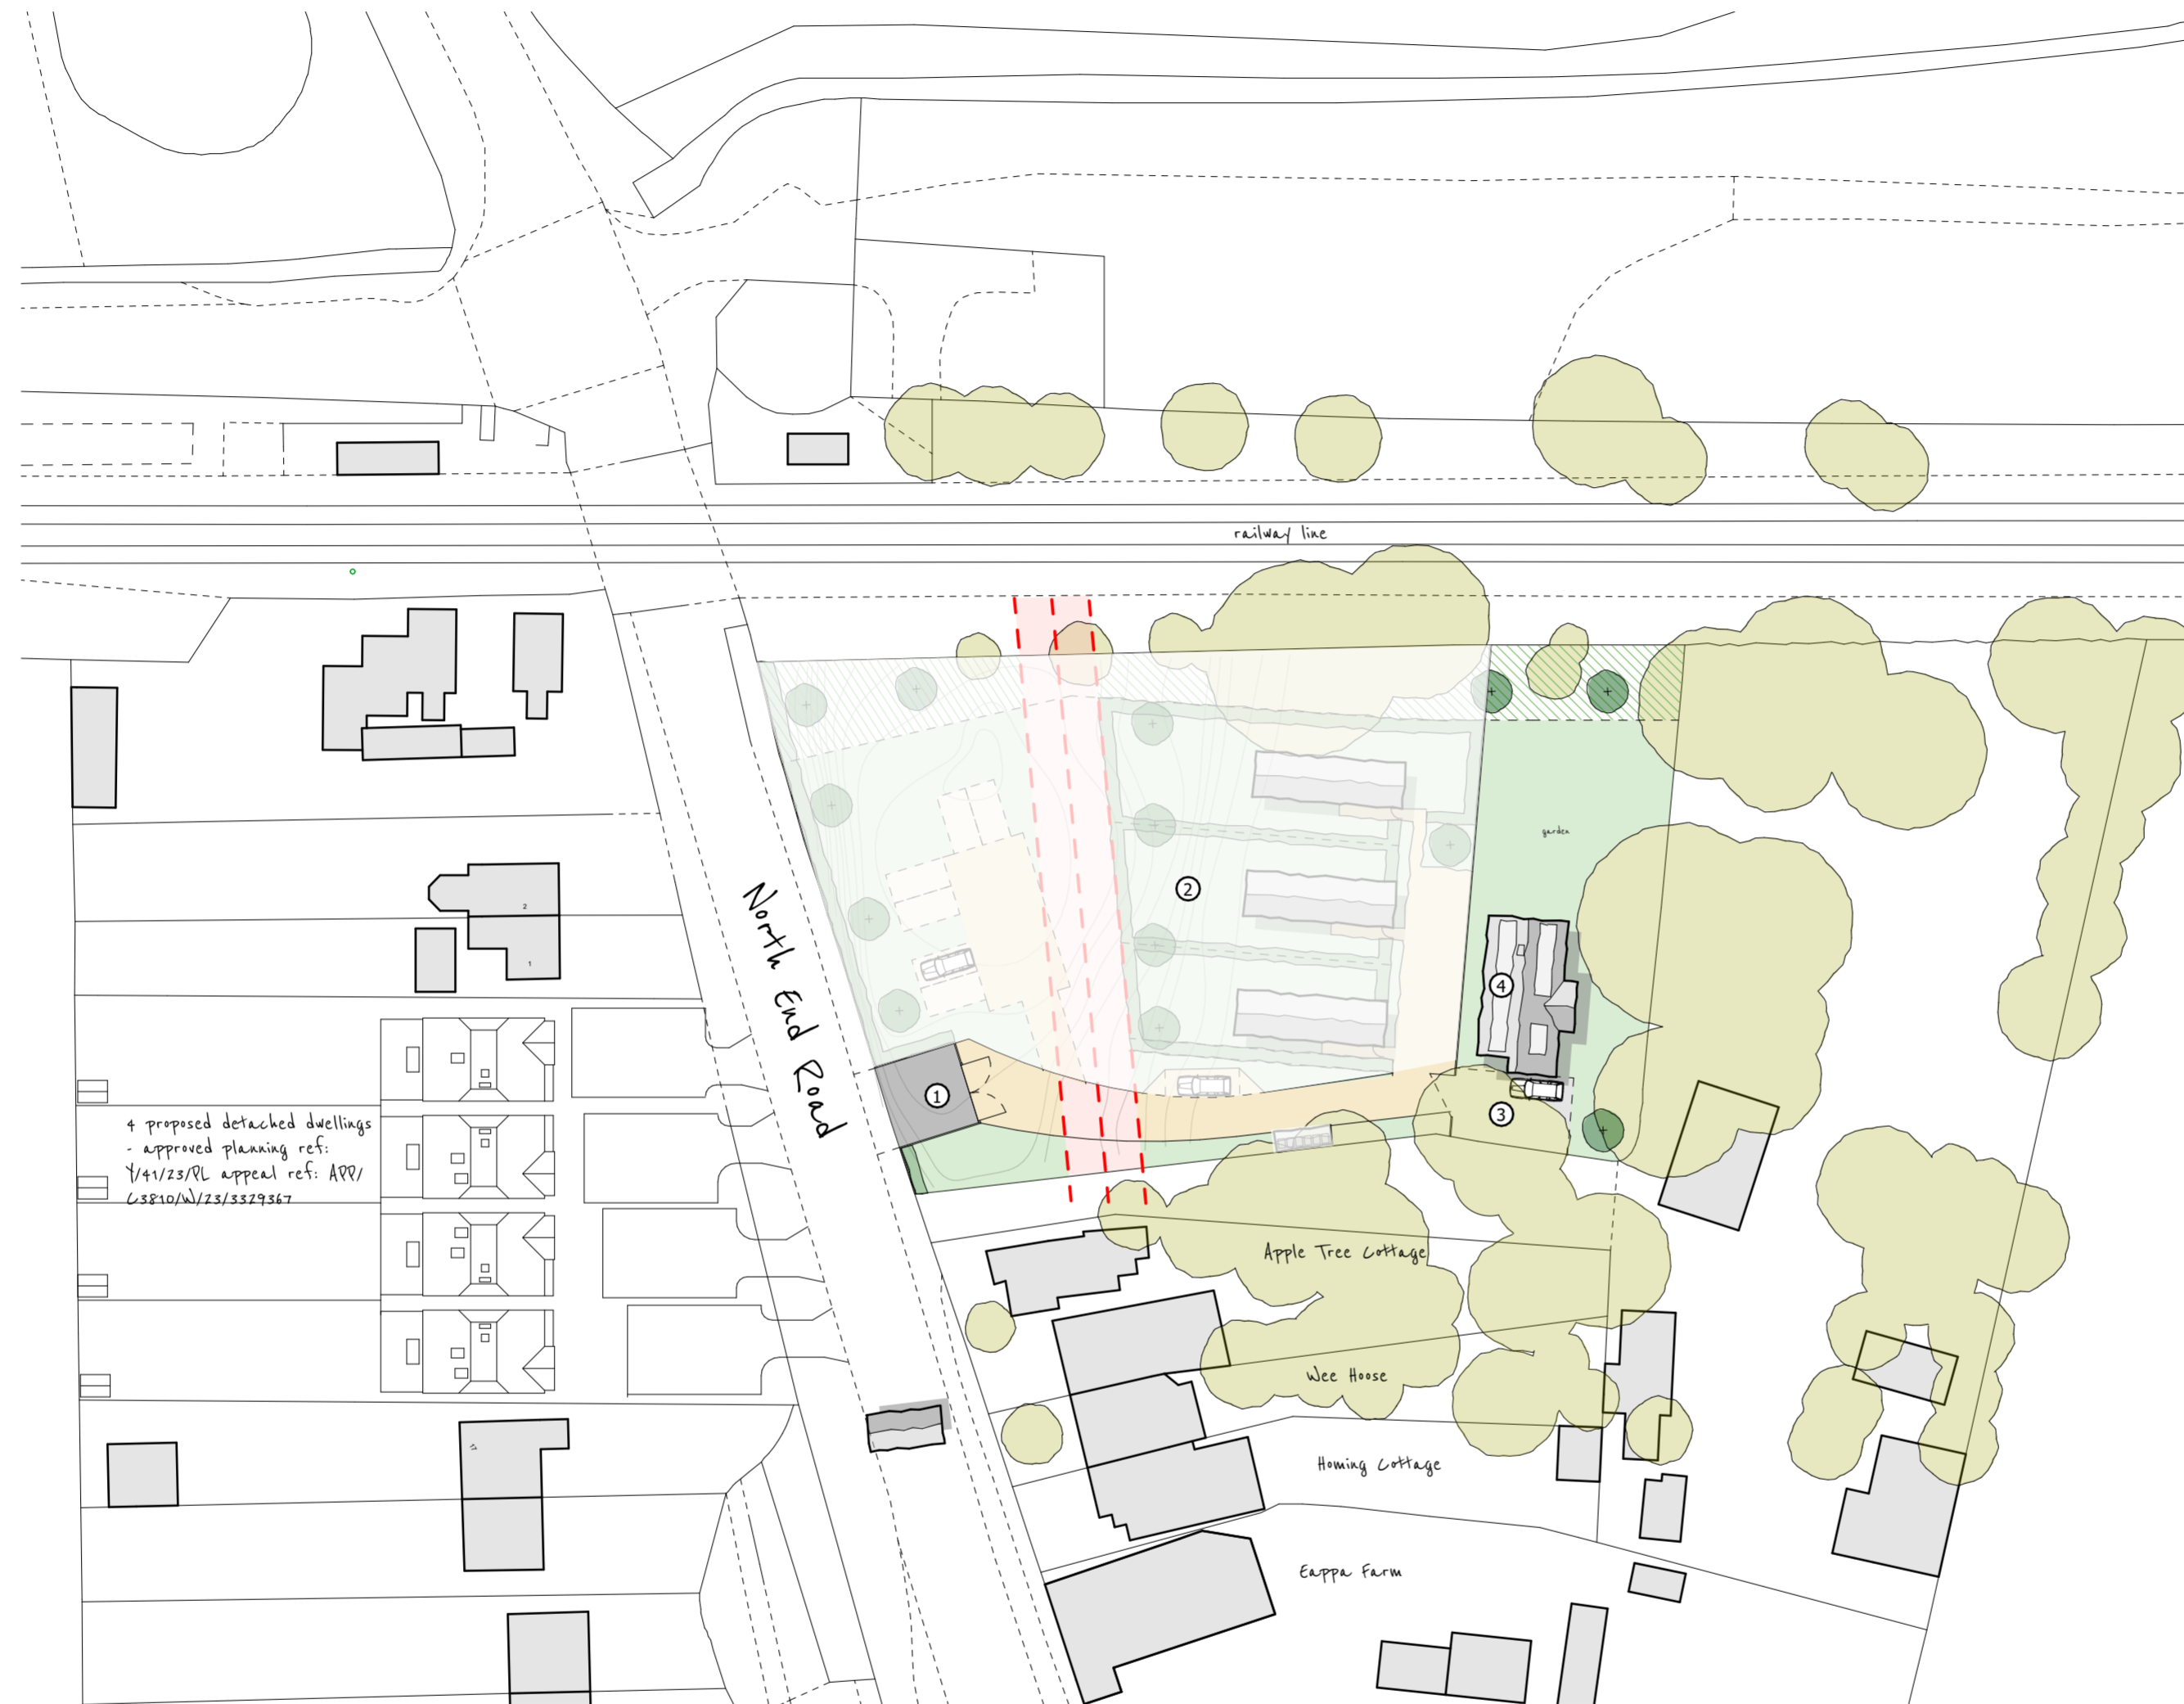 railway line
garden
2
1
2
North End Road
4
1
3
4 proposed detached dwellings
- approved planning ref:
Y/41/23/PL appeal ref: APP/
C3810/W/23/3329367
Apple Tree Cottage
Wee Hoose
17
Homing Cottage
Eappa Farm